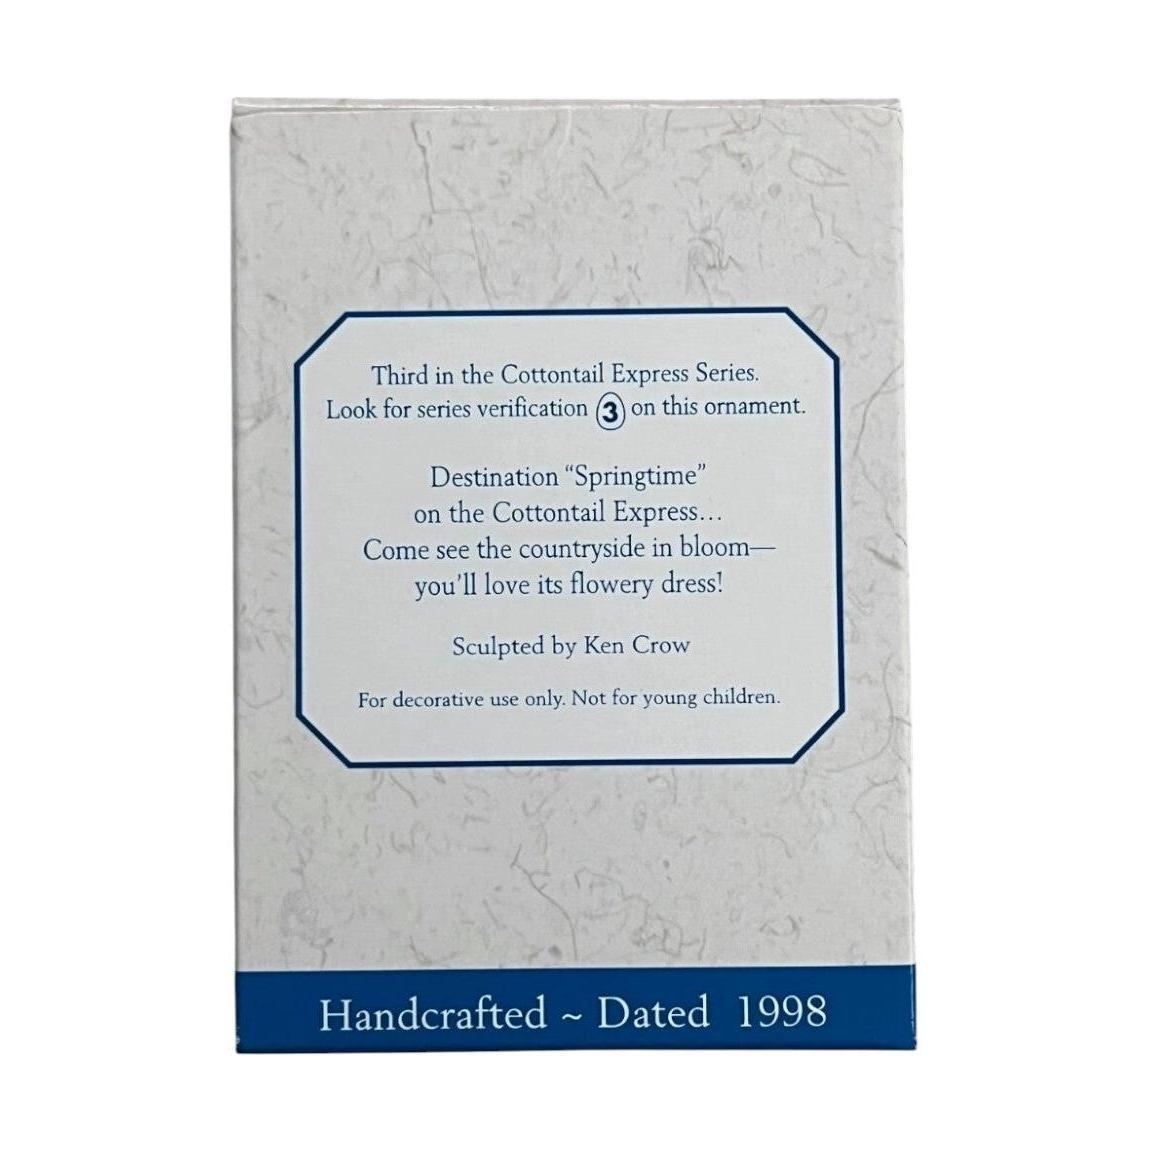 Third in the Cottontail Express Series.
Look for series verification 3 on this ornament.
Destination “Springtime”
on the Cottontail Express...
Come see the countryside in bloom—
you’ll love its flowery dress!
Sculpted by Ken Crow
For decorative use only. Not for young children.
Handcrafted ~ Dated 1998